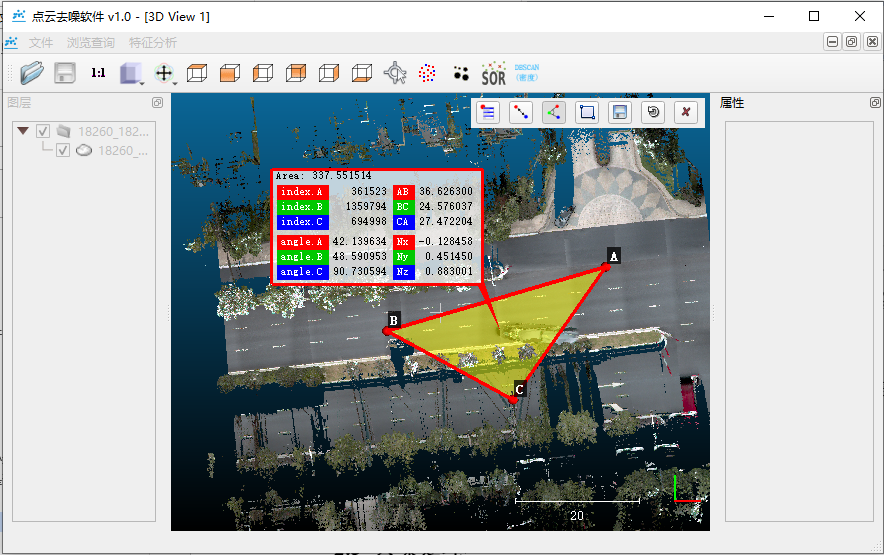 点云去噪软件 v1.0 - [3D View 1]
文件 浏览查询 特征分析
1:1
SOR
DBSCAN
(密度)
图层
属性
18260_182...
18260_...
Area: 337.551514
index.A 361523 AB 36.626300
index.B 1359794 BC 24.576037
index.C 694998 CA 27.472204
angle.A 42.139634 Nx -0.128458
angle.B 48.590953 Ny 0.451450
angle.C 90.730594 Nz 0.883001
A
B
C
20